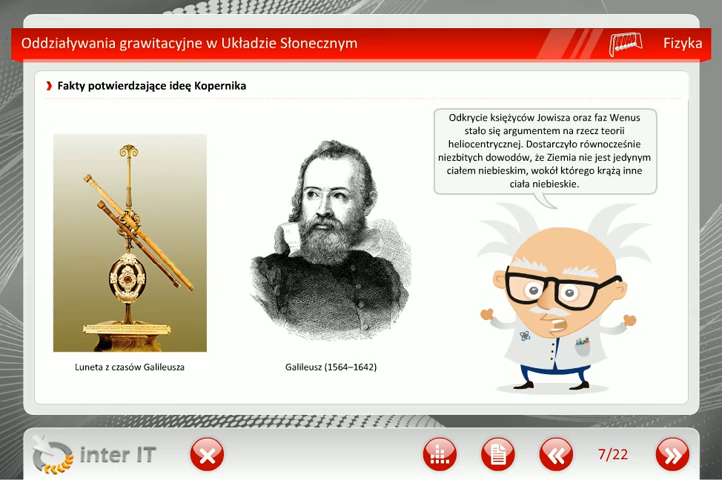 Oddziaływania grawitacyjne w Układzie Słonecznym
Fizyka
Fakty potwierdzające ideę Kopernika
Odkrycie księżyców Jowisza oraz faz Wenus
stało się argumentem na rzecz teorii
heliocentrycznej. Dostarczyło równocześnie
niezbitych dowodów, że Ziemia nie jest jedynym
ciałem niebieskim, wokół którego krążą inne
ciała niebieskie.
Luneta z czasów Galileusza
Galileusz (1564–1642)
inter IT
7/22